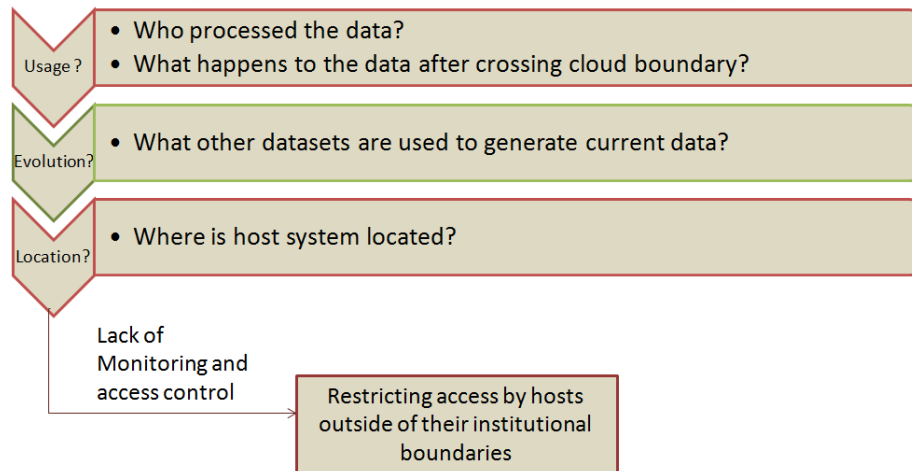 Usage ?
• Who processed the data?
• What happens to the data after crossing cloud boundary?
Evolution?
• What other datasets are used to generate current data?
Location?
• Where is host system located?
Lack of
Monitoring and
access control
Restricting access by hosts
outside of their institutional
boundaries